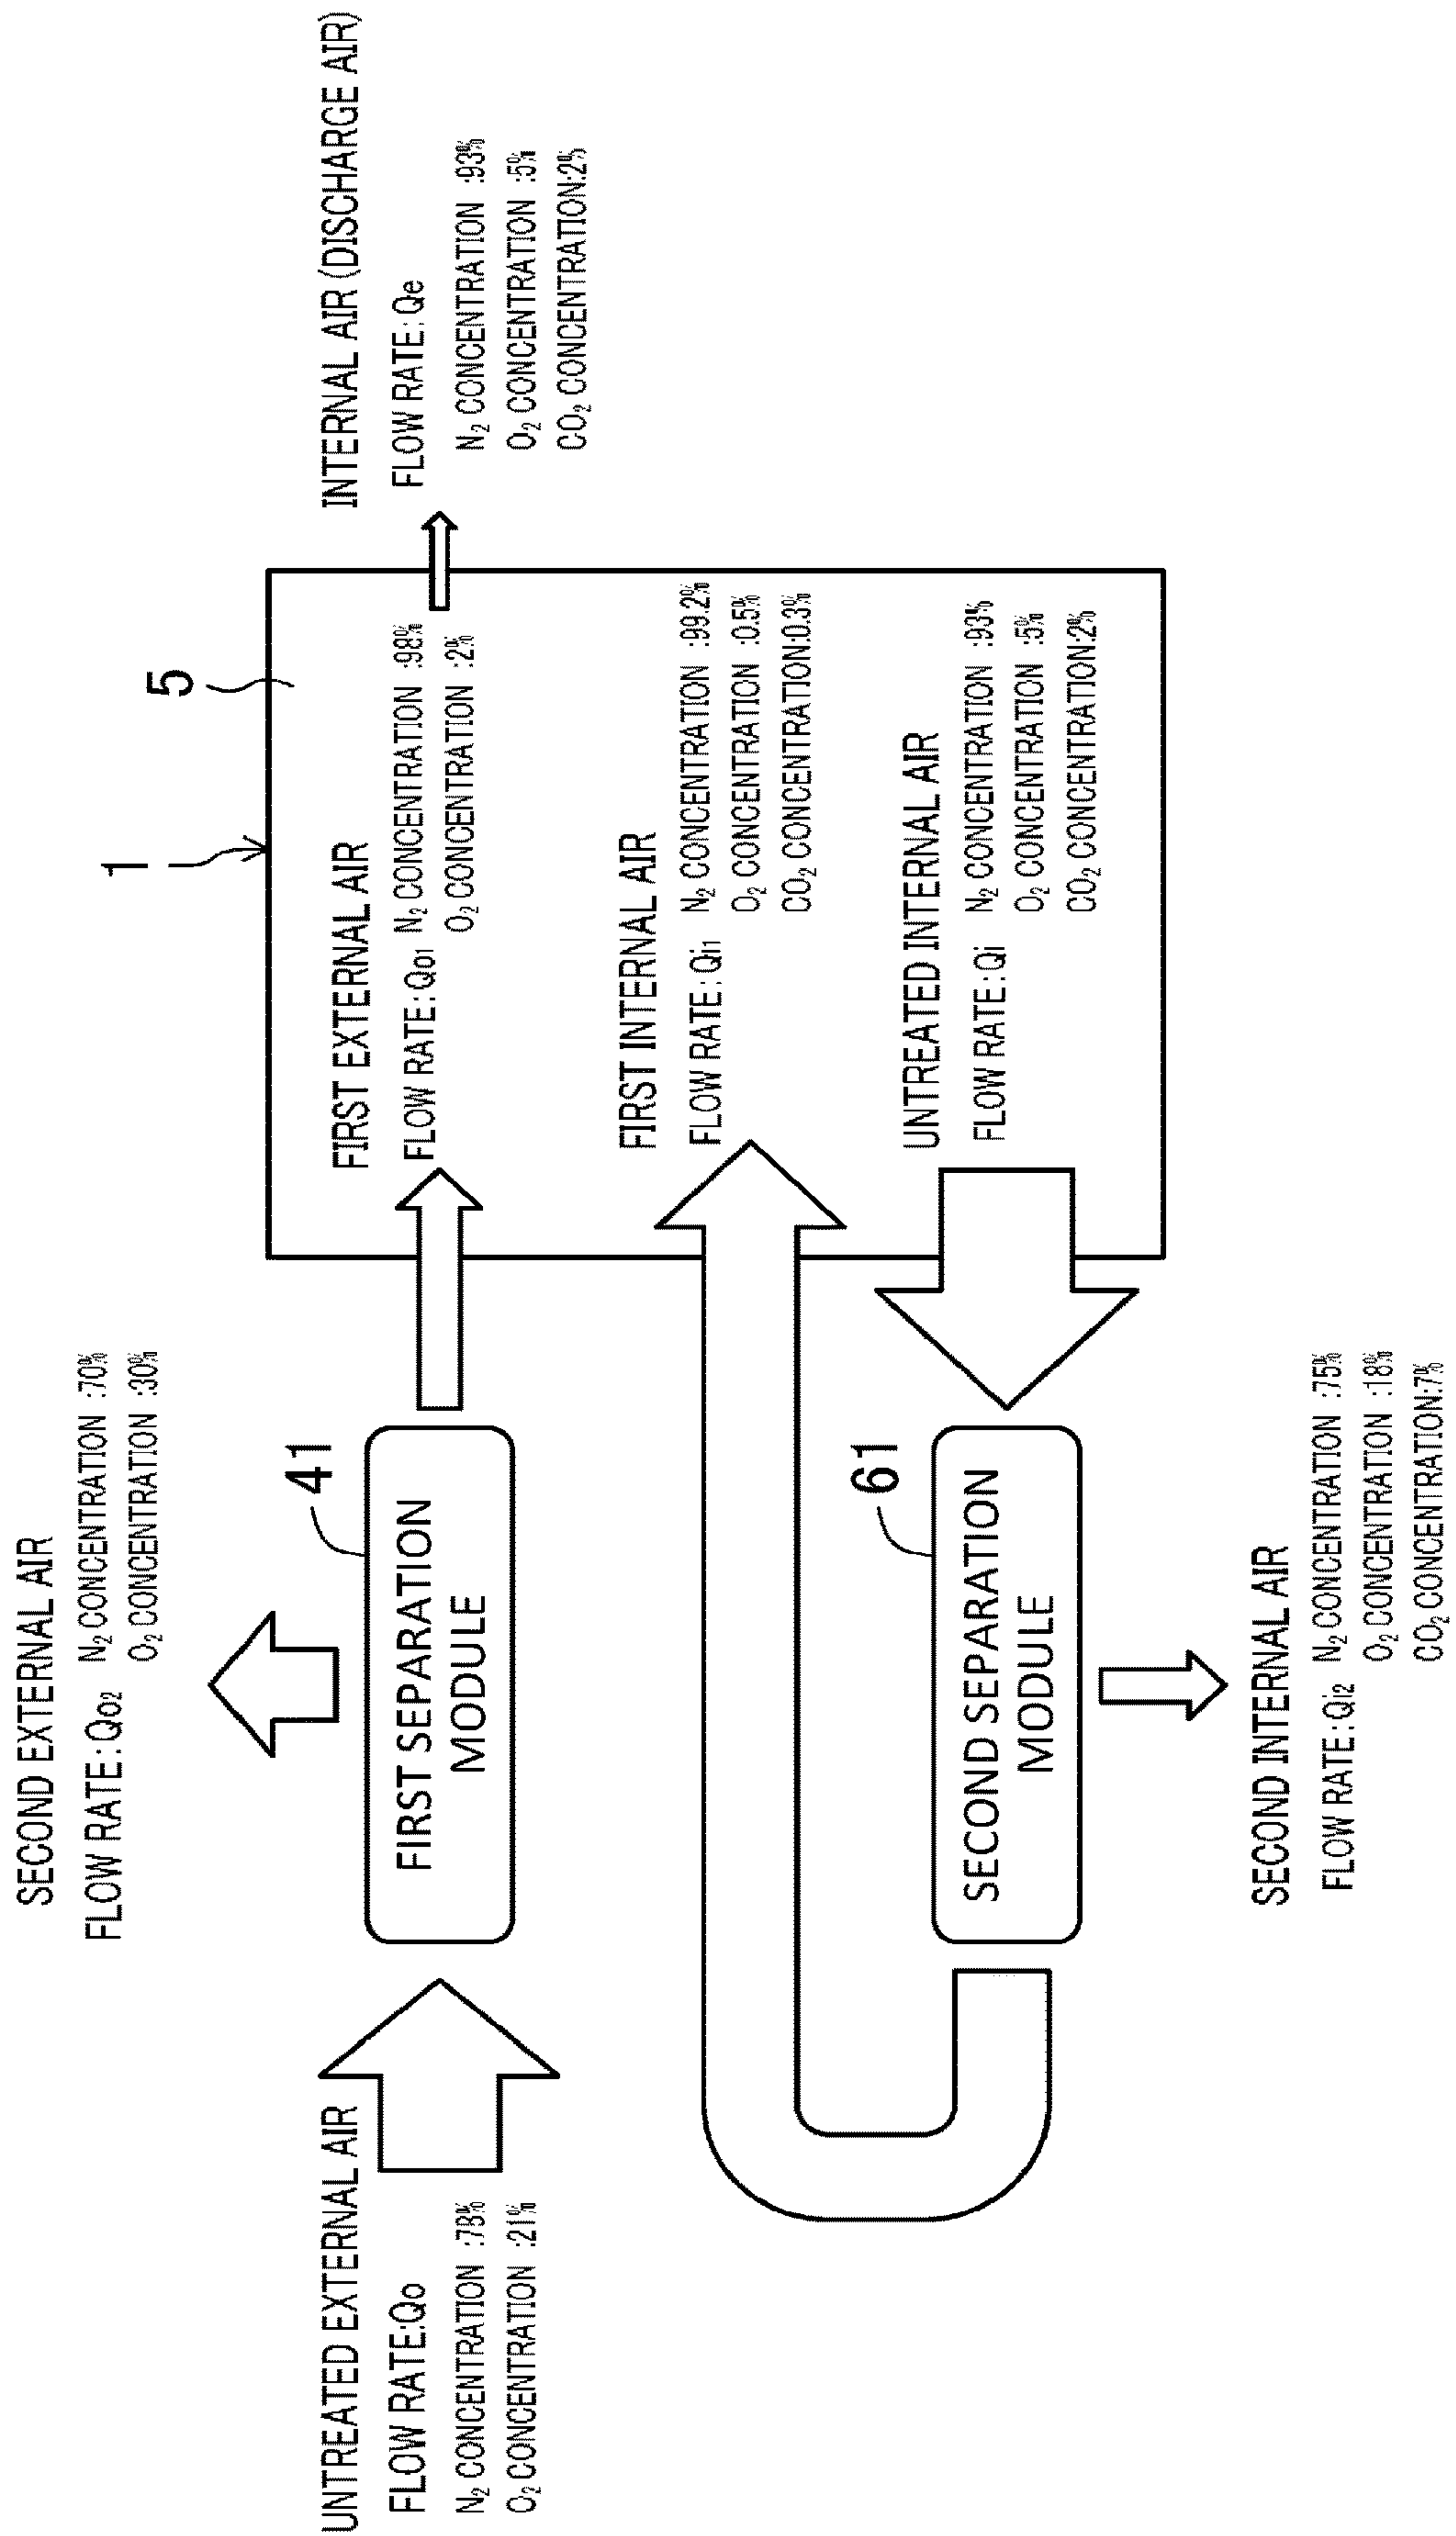 SECOND EXTERNAL AIR
FLOW RATE:Qo2
N2 CONCENTRATION :70%
O2 CONCENTRATION :30%
UNTREATED EXTERNAL AIR
FLOW RATE:Qo
N2 CONCENTRATION :78%
O2 CONCENTRATION :21%
41
FIRST SEPARATION
MODULE
1
5
FIRST EXTERNAL AIR
FLOW RATE:Qo1
N2 CONCENTRATION :98%
O2 CONCENTRATION :2%
INTERNAL AIR (DISCHARGE AIR)
FLOW RATE:Qe
N2 CONCENTRATION :93%
O2 CONCENTRATION :5%
CO2 CONCENTRATION:2%
FIRST INTERNAL AIR
FLOW RATE:Qi1
N2 CONCENTRATION :99.2%
O2 CONCENTRATION :0.5%
CO2 CONCENTRATION:0.3%
UNTREATED INTERNAL AIR
FLOW RATE:Qi
N2 CONCENTRATION :93%
O2 CONCENTRATION :5%
CO2 CONCENTRATION:2%
61
SECOND SEPARATION
MODULE
SECOND INTERNAL AIR
FLOW RATE:Qi2
N2 CONCENTRATION :75%
O2 CONCENTRATION :18%
CO2 CONCENTRATION:7%